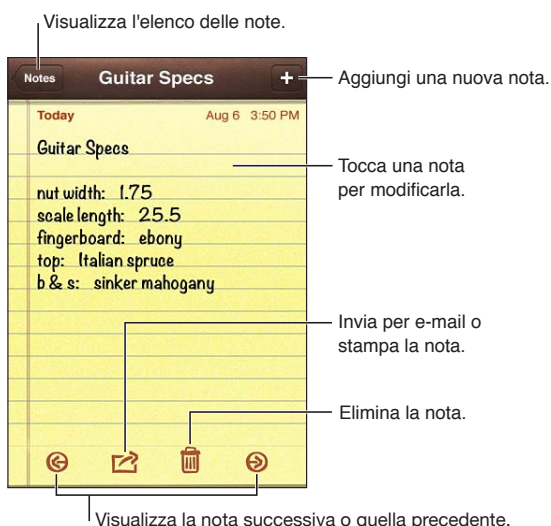 Visualizza l'elenco delle note.
Notes
Guitar Specs
+
Aggiungi una nuova nota.
Today
Aug 6 3:50 PM
Guitar Specs
Tocca una nota
per modificarla.
nut width: 1.75
scale length: 25.5
fingerboard: ebony
top: Italian spruce
b & s: sinker mahogany
Invia per e-mail o
stampa la nota.
Elimina la nota.
Visualizza la nota successiva o quella precedente.